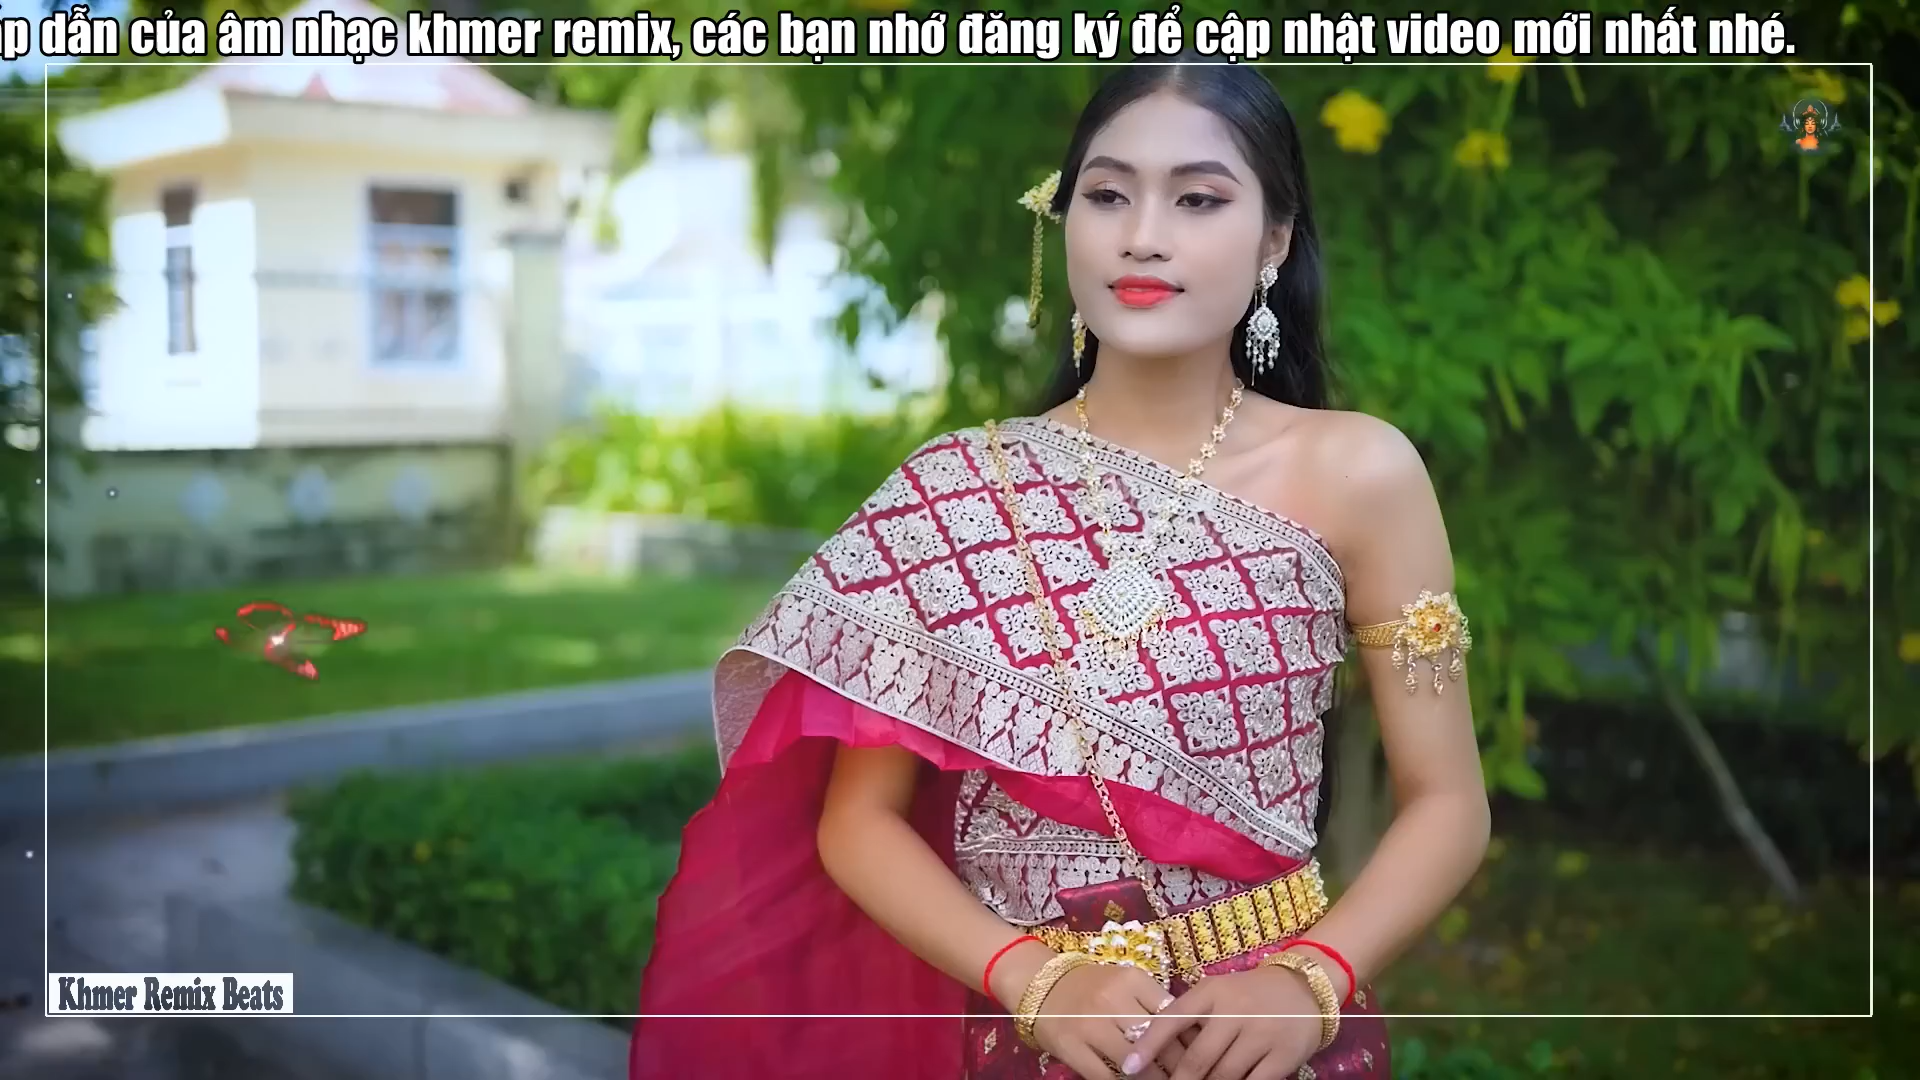 dẫn của âm nhạc khmer remix, các bạn nhớ đăng ký để cập nhật video mới nhất nhé.
Khmer Remix Beats